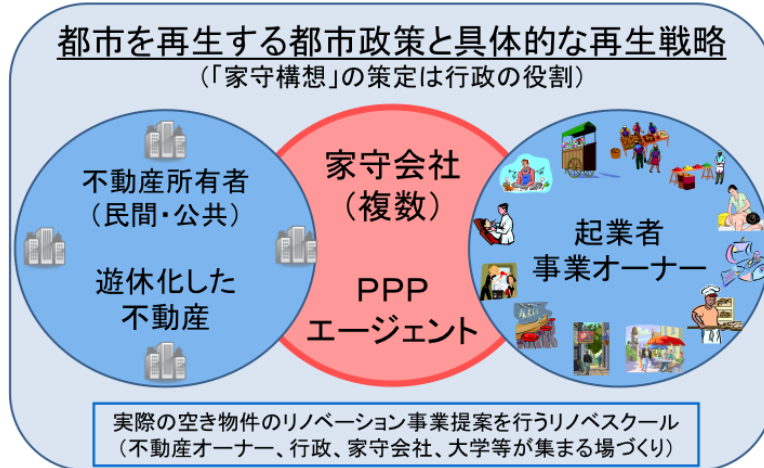 都市を再生する都市政策と具体的な再生戦略
（「家守構想」の策定は行政の役割）
不動産所有者
（民間・公共）
遊休化した
不動産
家守会社
（複数）
PPP
エージェント
起業者
事業オーナー
実際の空き物件のリノベーション事業提案を行うリノベスクール
（不動産オーナー、行政、家守会社、大学等が集まる場づくり）